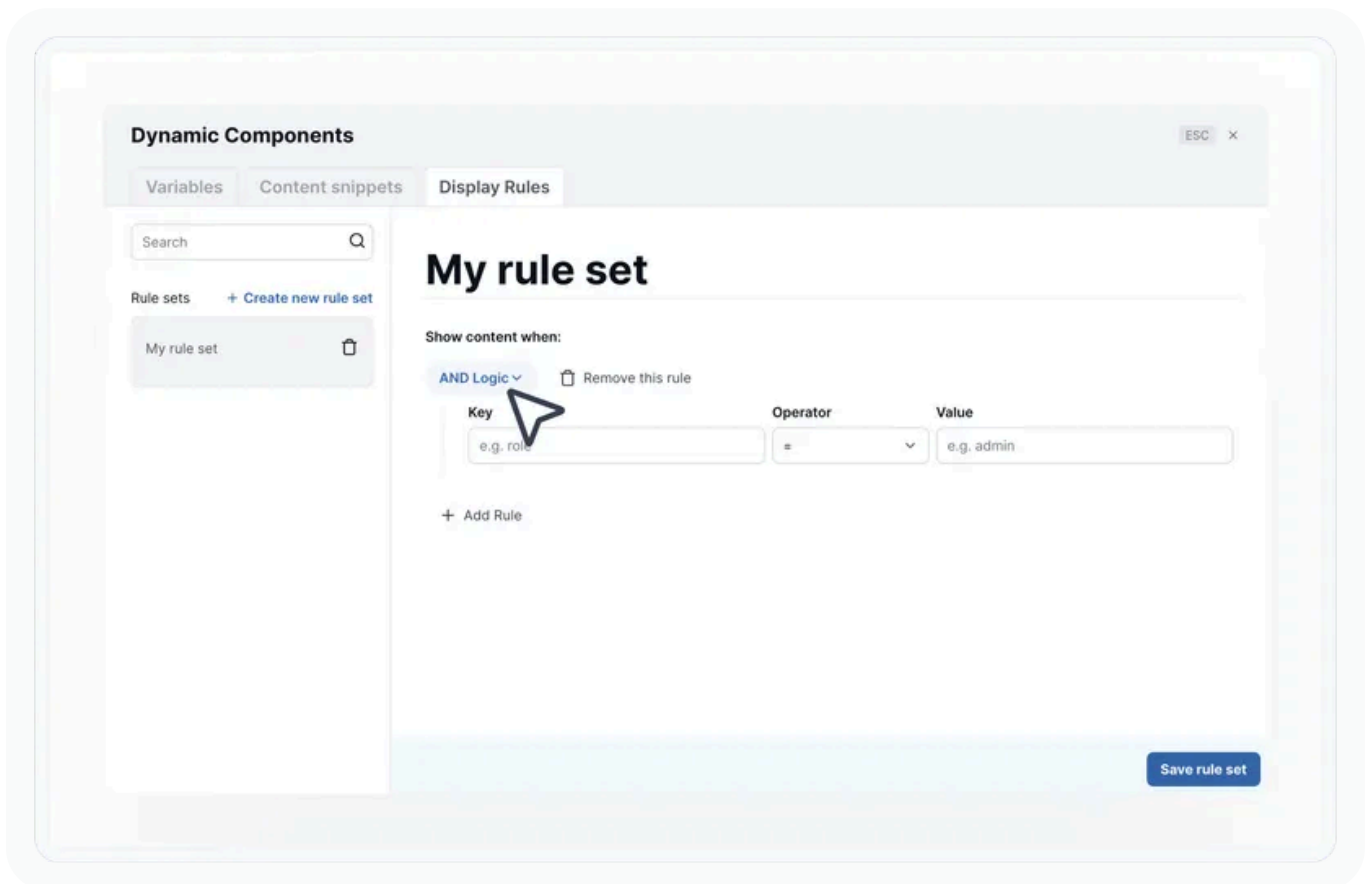 Dynamic Components
ESC ×
Variables Content snippets Display Rules
Search
Rule sets + Create new rule set
My rule set
My rule set
Show content when:
AND Logic Remove this rule
Key Operator Value
e.g. role = e.g. admin
+ Add Rule
Save rule set